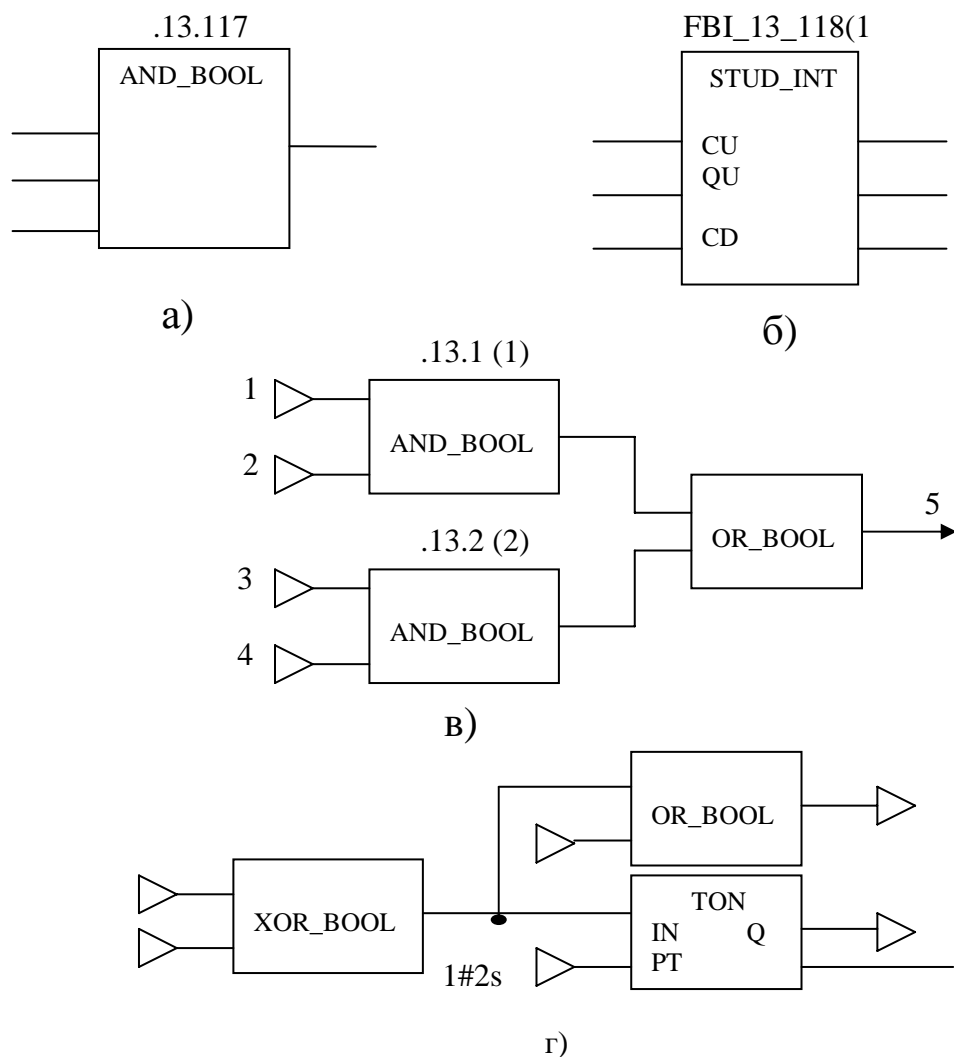 .13.117
AND_BOOL
FBI_13_118(1
STUD_INT
CU
QU
CD
а)
б)
.13.1 (1)
1
2
AND_BOOL
.13.2 (2)
3
4
AND_BOOL
OR_BOOL
5
в)
OR_BOOL
XOR_BOOL
TON
IN Q
PT
1#2s
г)